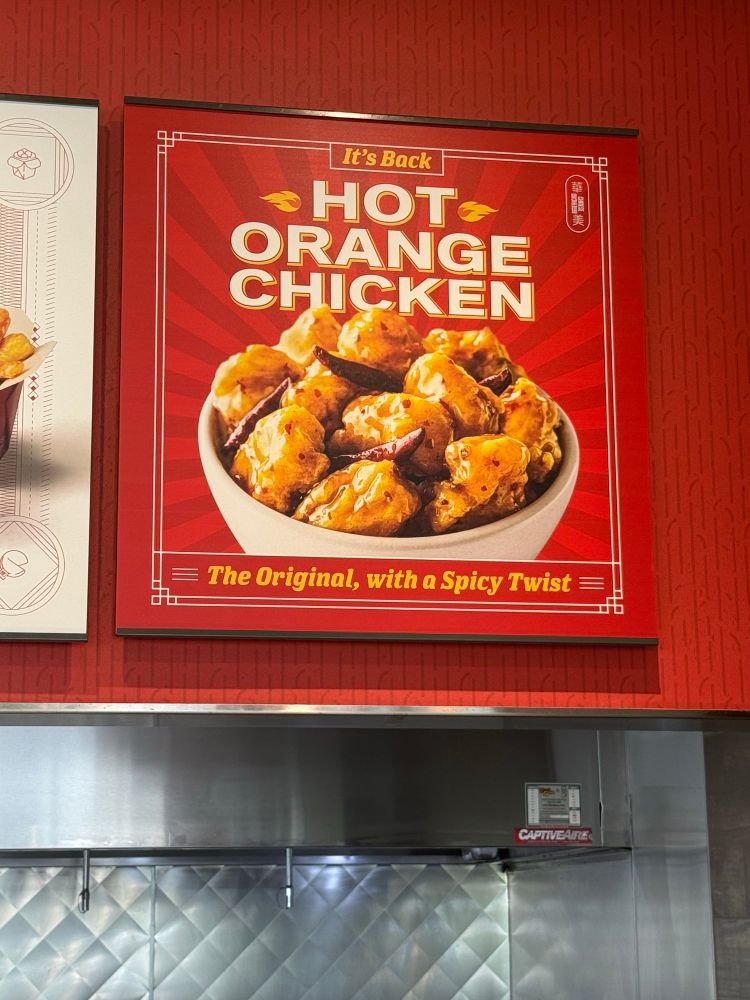 It's Back
HOT
ORANGE
CHICKEN
The Original, with a Spicy Twist
CAPTIVEAIRE